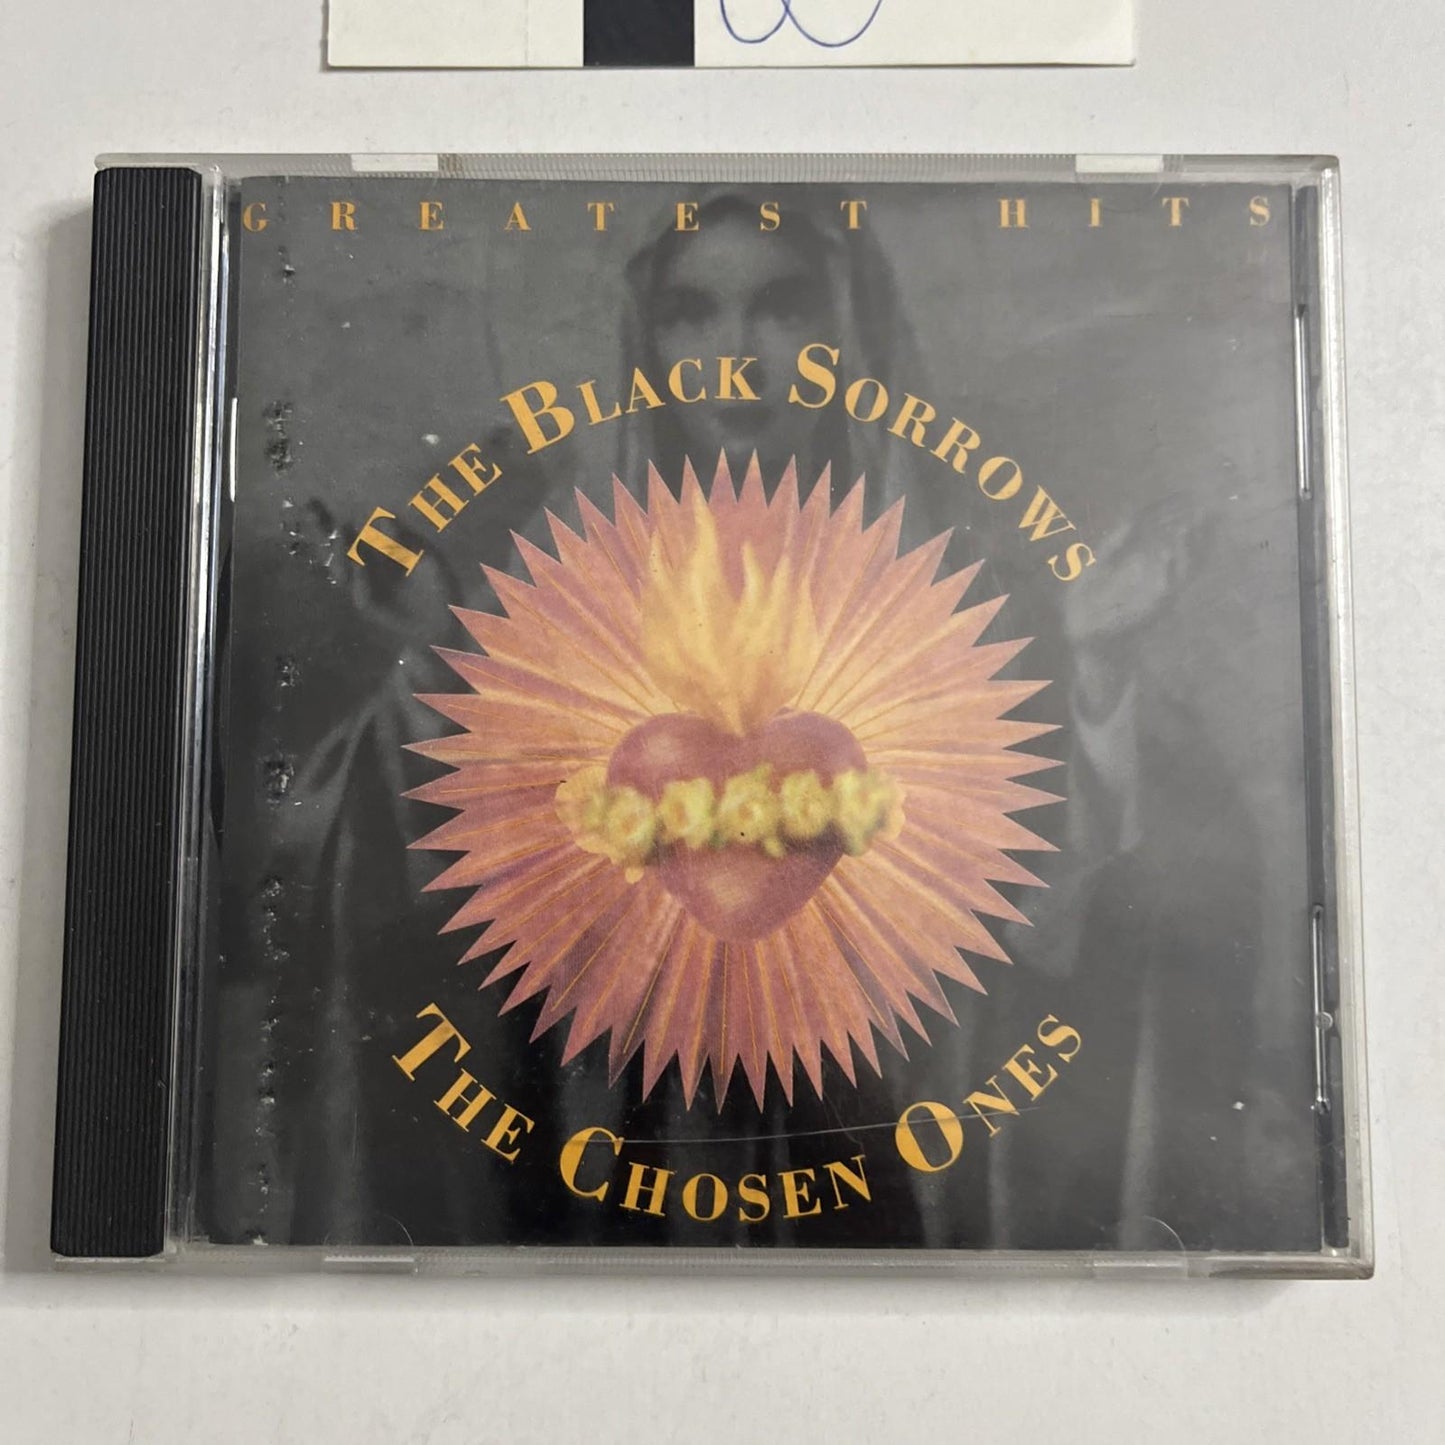 GREATEST HITS
THE BLACK SORROWS
THE CHOSEN ONES